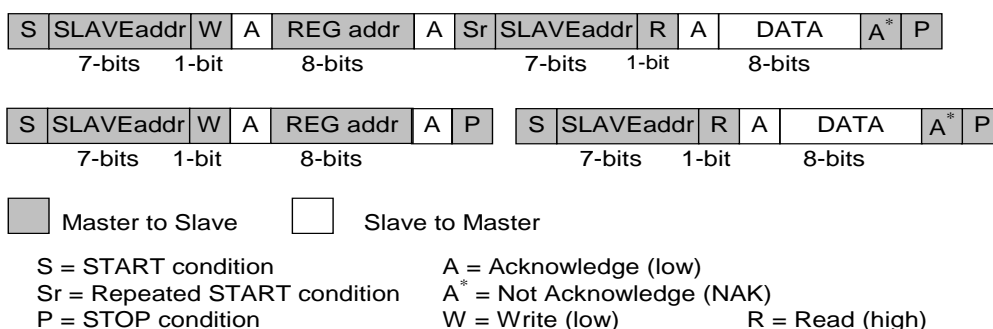 S SLAVEaddr W A REG addr A Sr SLAVEaddr R A DATA A* P
7-bits 1-bit 8-bits 7-bits 1-bit 8-bits
S SLAVEaddr W A REG addr A P S SLAVEaddr R A DATA A* P
7-bits 1-bit 8-bits 7-bits 1-bit 8-bits
Master to Slave Slave to Master
S = START condition A = Acknowledge (low)
Sr = Repeated START condition A* = Not Acknowledge (NAK)
P = STOP condition W = Write (low) R = Read (high)